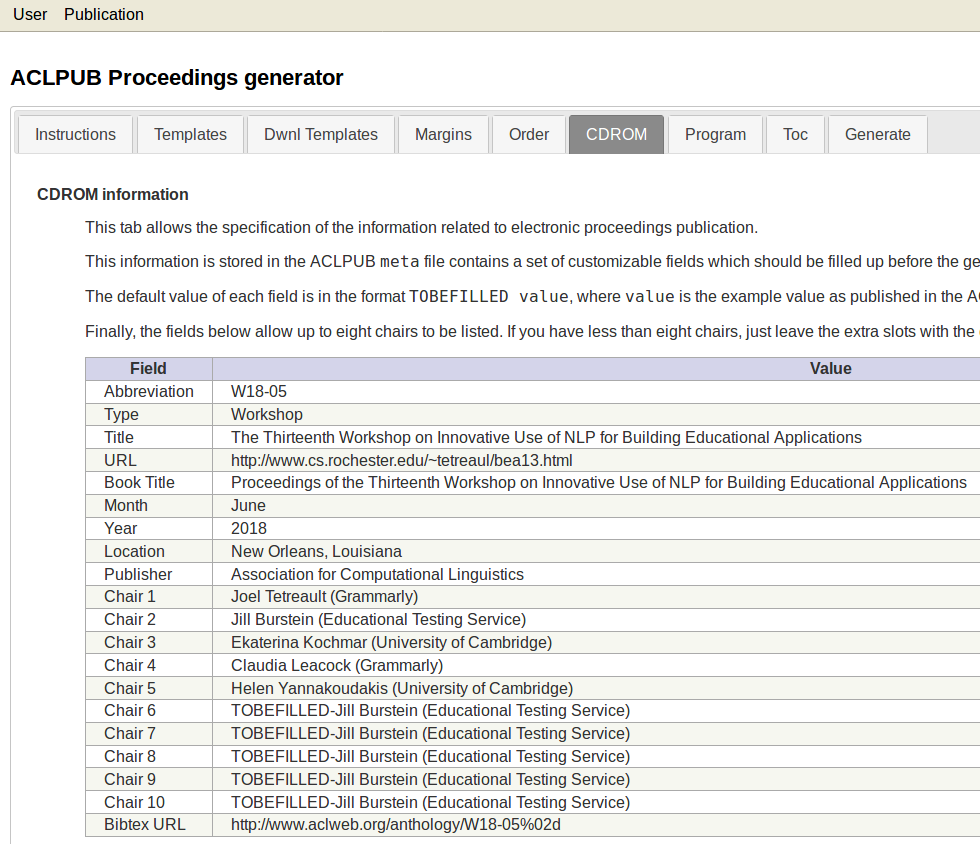 User Publication
ACLPUB Proceedings generator
Instructions Templates Dwnl Templates Margins Order CDROM Program Toc Generate
CDROM information
This tab allows the specification of the information related to electronic proceedings publication.
This information is stored in the ACLPUB meta file contains a set of customizable fields which should be filled up before the ge
The default value of each field is in the format TOBEFILLED value, where value is the example value as published in the
Finally, the fields below allow up to eight chairs to be listed. If you have less than eight chairs, just leave the extra slots with the
Field Value
Abbreviation W18-05
Type Workshop
Title The Thirteenth Workshop on Innovative Use of NLP for Building Educational Applications
URL http://www.cs.rochester.edu/~tetreaul/bea13.html
Book Title Proceedings of the Thirteenth Workshop on Innovative Use of NLP for Building Educational Applications
Month June
Year 2018
Location New Orleans, Louisiana
Publisher Association for Computational Linguistics
Chair 1 Joel Tetreault (Grammarly)
Chair 2 Jill Burstein (Educational Testing Service)
Chair 3 Ekaterina Kochmar (University of Cambridge)
Chair 4 Claudia Leacock (Grammarly)
Chair 5 Helen Yannakoudakis (University of Cambridge)
Chair 6 TOBEFILLED-Jill Burstein (Educational Testing Service)
Chair 7 TOBEFILLED-Jill Burstein (Educational Testing Service)
Chair 8 TOBEFILLED-Jill Burstein (Educational Testing Service)
Chair 9 TOBEFILLED-Jill Burstein (Educational Testing Service)
Chair 10 TOBEFILLED-Jill Burstein (Educational Testing Service)
Bibtex URL http://www.aclweb.org/anthology/W18-05%02d